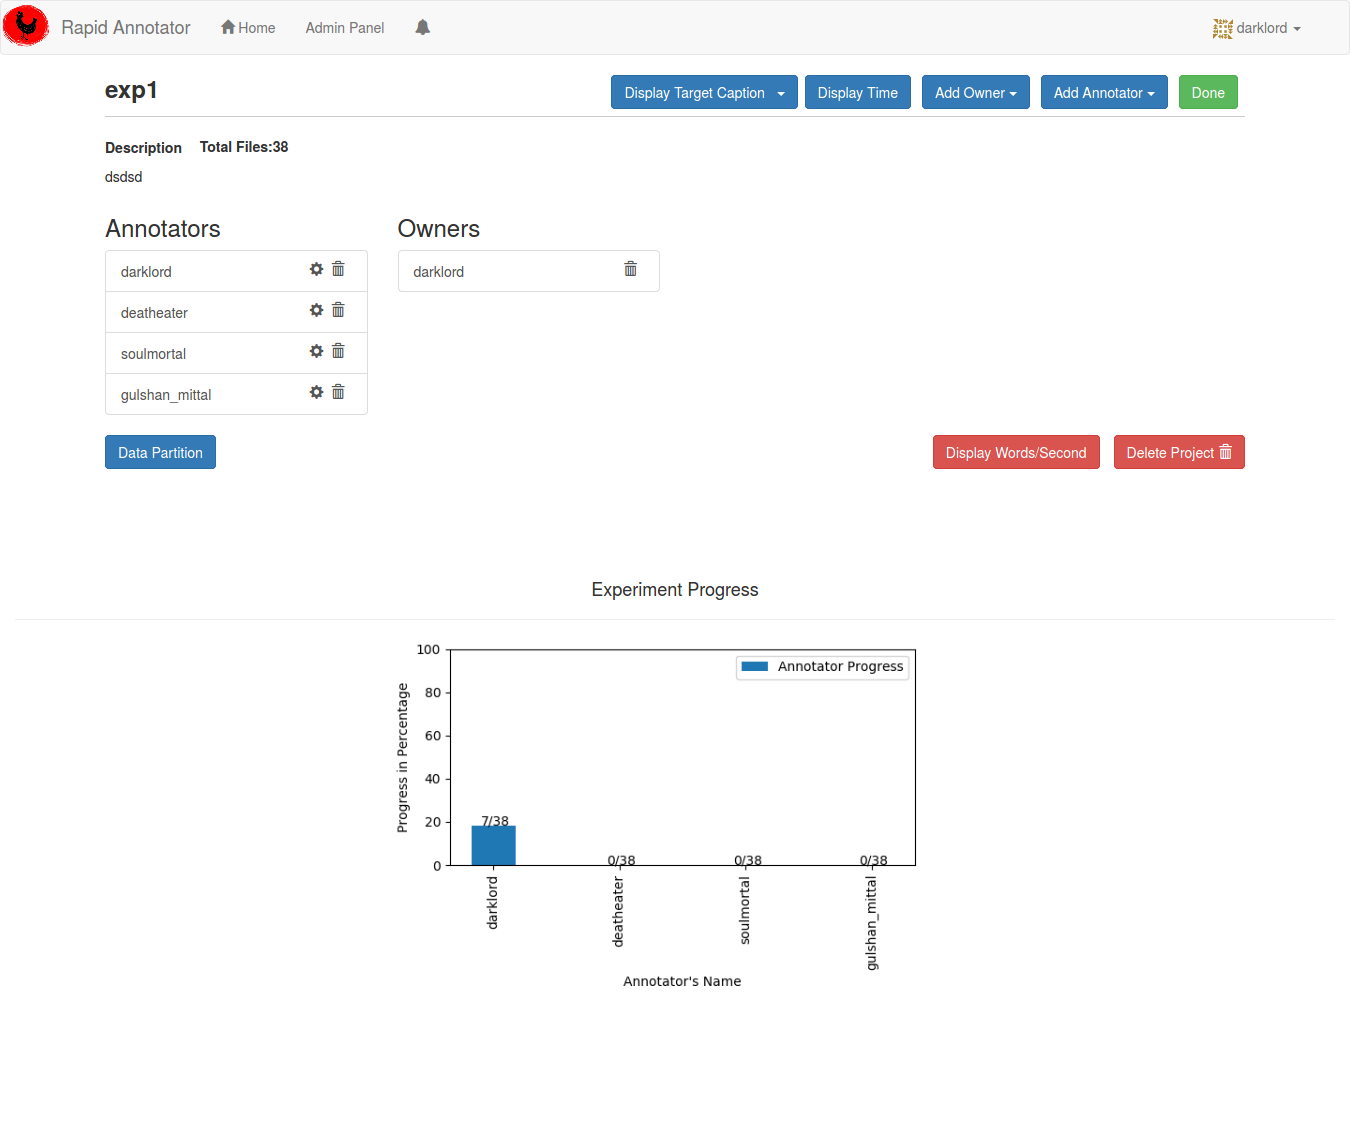 Rapid Annotator Home Admin Panel darklord
exp1 Display Target Caption Display Time Add Owner Add Annotator Done
Description Total Files:38
dsdsd
Annotators
darklord
deatheater
soulmortal
gulshan_mittal
Owners
darklord
Data Partition Display Words/Second Delete Project
Experiment Progress
100
80
60
40
20
0
Progress in Percentage
Annotator Progress
7/38
0/38
0/38
0/38
darklord
deatheater
soulmortal
gulshan_mittal
Annotator's Name